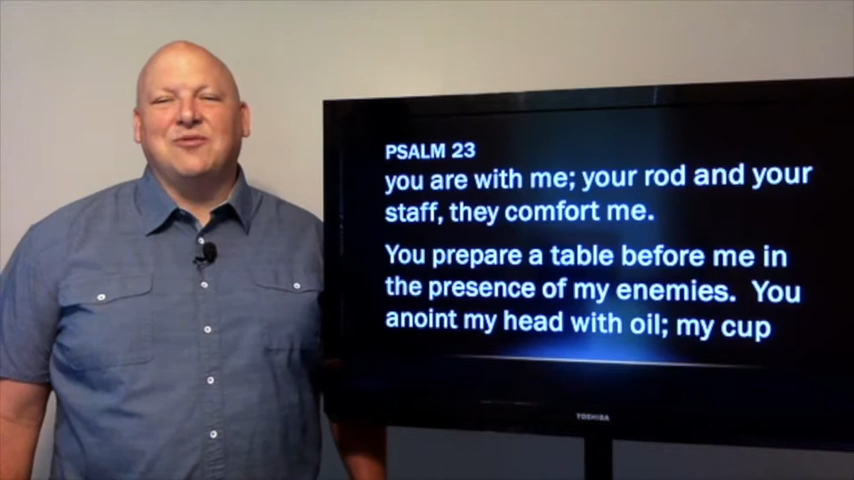 PSALM 23
you are with me; your rod and your
staff, they comfort me.
You prepare a table before me in
the presence of my enemies.  You
anoint my head with oil; my cup
TOSHIBA